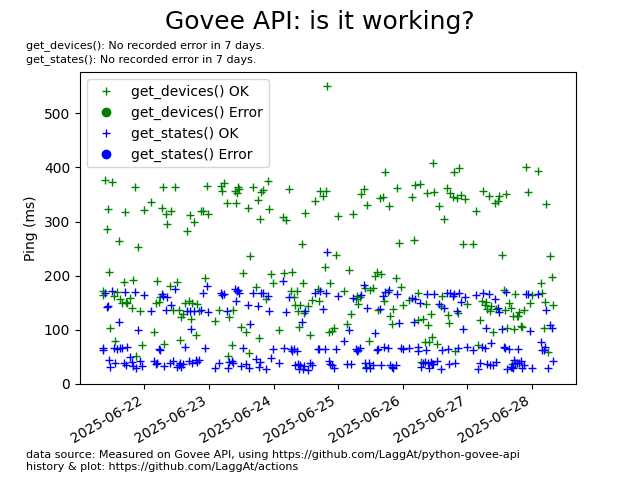 Govee API: is it working?
get_devices(): No recorded error in 7 days.
get_states(): No recorded error in 7 days.
get_devices() OK
get_devices() Error
get_states() OK
get_states() Error
Ping (ms)
500
400
300
200
100
0
2025-06-22
2025-06-23
2025-06-24
2025-06-25
2025-06-26
2025-06-27
2025-06-28
data source: Measured on Govee API, using https://github.com/LaggAt/python-govee-api
history & plot: https://github.com/LaggAt/actions